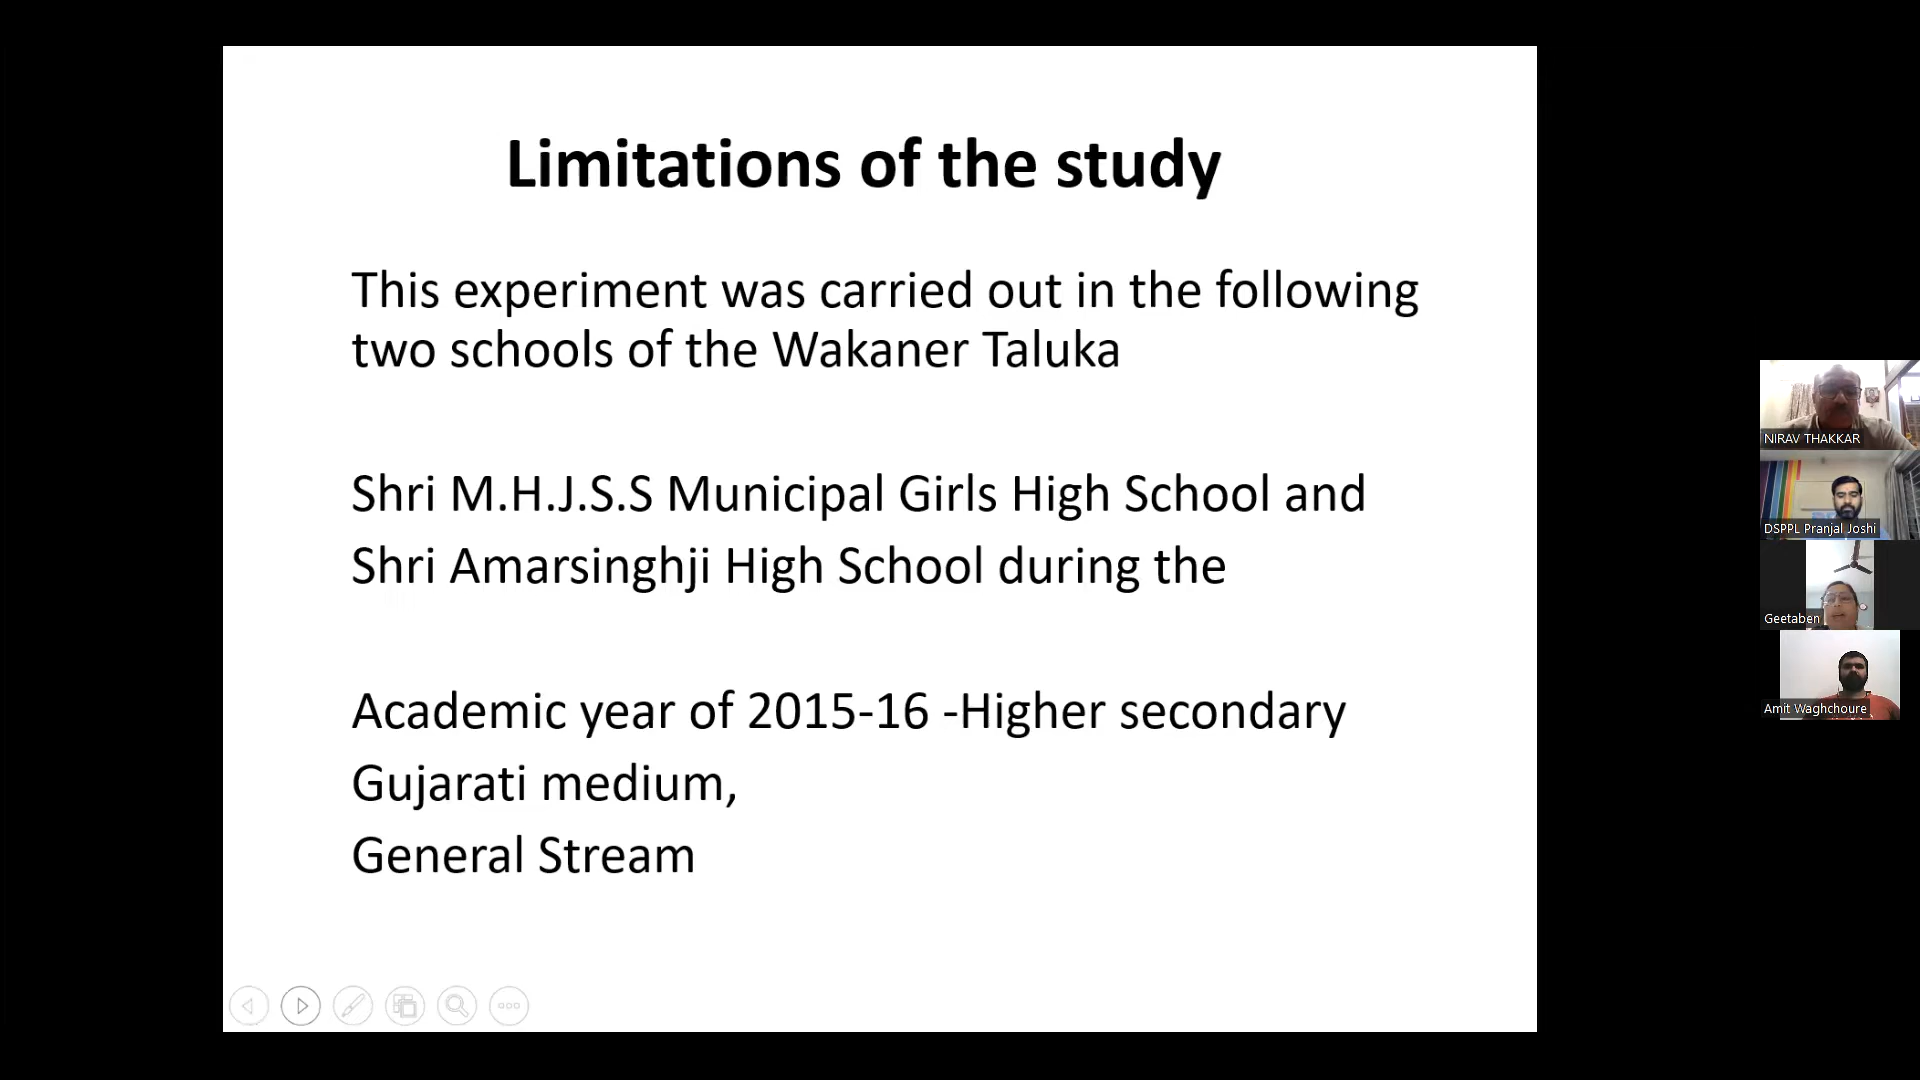 Limitations of the study
This experiment was carried out in the following
two schools of the Wakaner Taluka
Shri M.H.J.S.S Municipal Girls High School and
Shri Amarsinghji High School during the
Academic year of 2015-16 -Higher secondary
Gujarati medium,
General Stream
NIRAV THAKKAR
DSPPL Pranjal Joshi
Geetaben
Amit Waghchoure